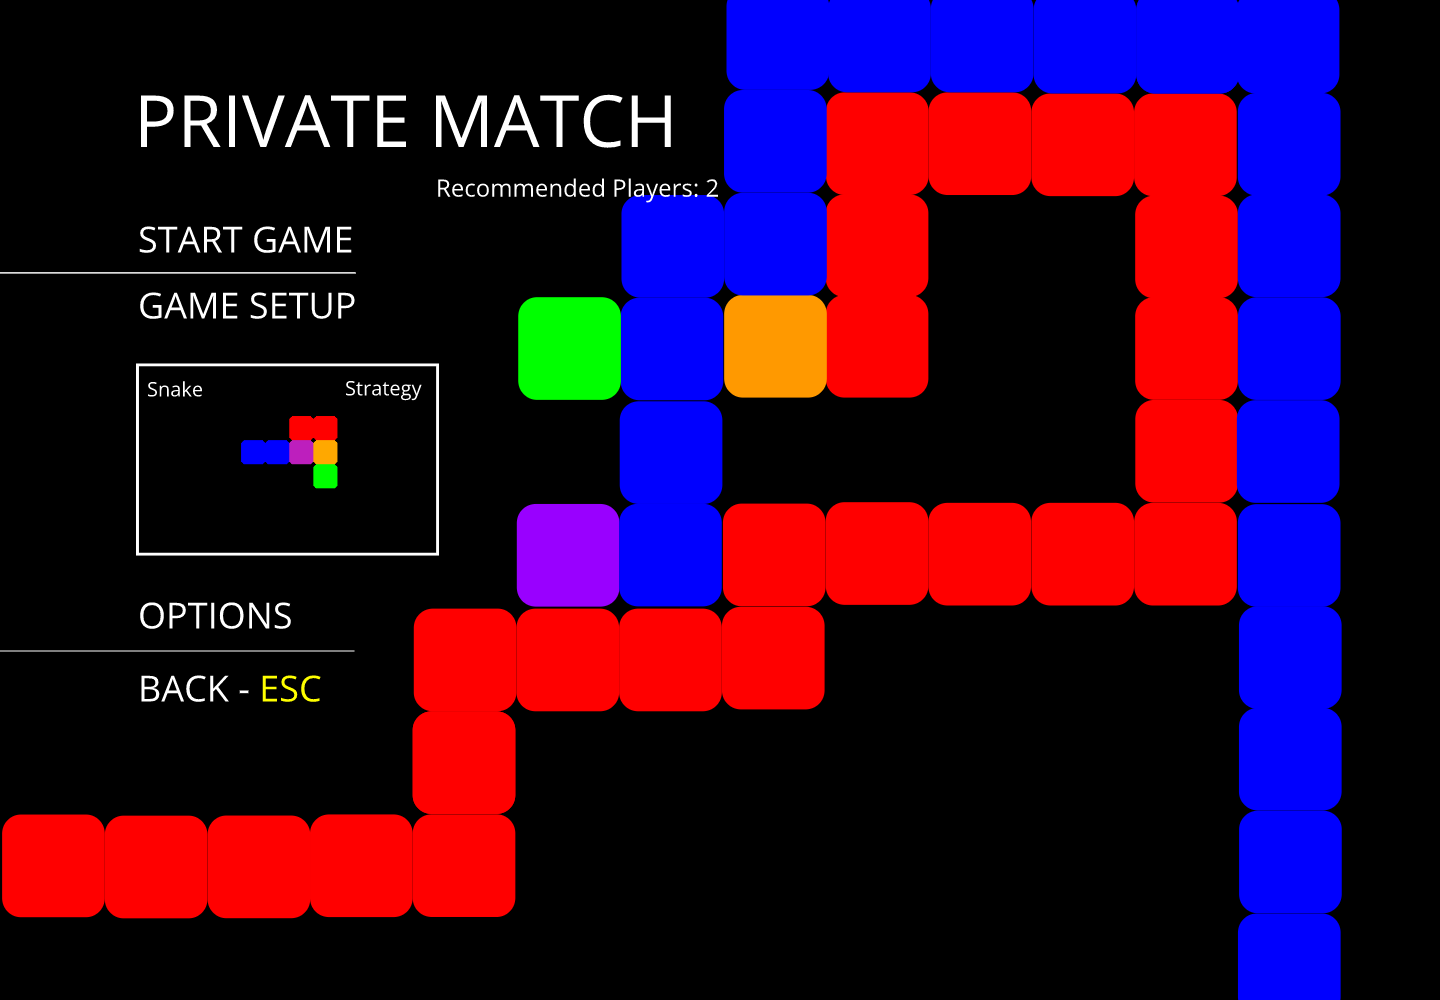 PRIVATE MATCH
Recommended Players: 2
START GAME
GAME SETUP
Snake
Strategy
OPTIONS
BACK - ESC